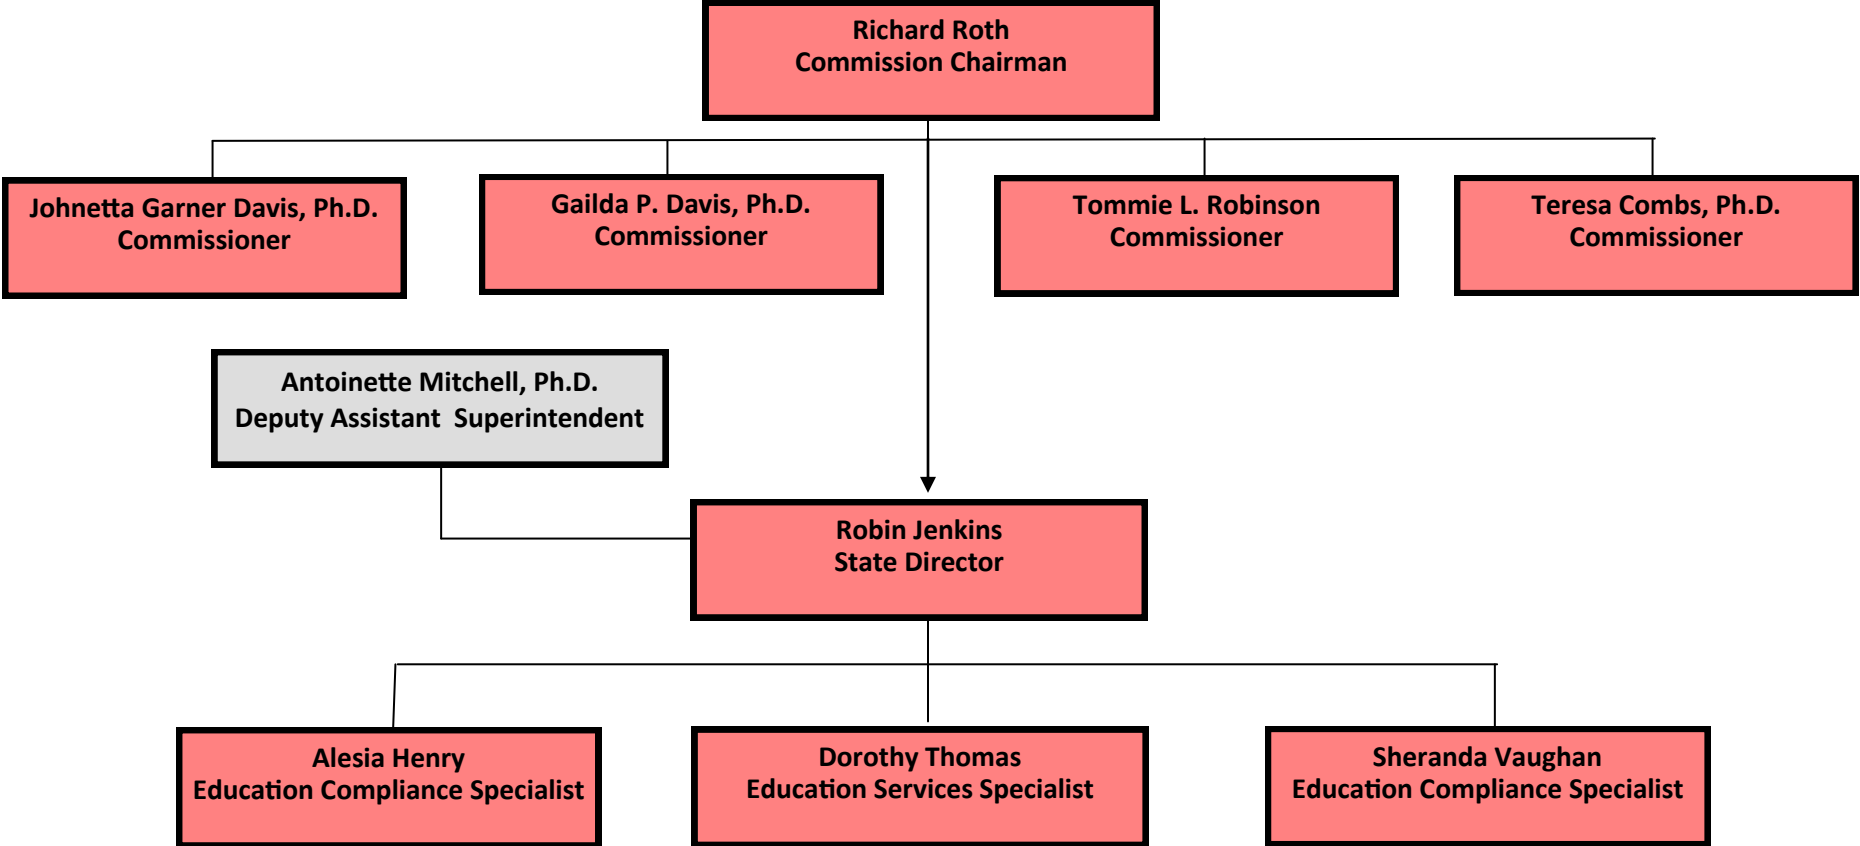 Richard Roth
Commission Chairman
Johnetta Garner Davis, Ph.D.
Commissioner
Gailda P. Davis, Ph.D.
Commissioner
Tommie L. Robinson
Commissioner
Teresa Combs, Ph.D.
Commissioner
Antoinette Mitchell, Ph.D.
Deputy Assistant  Superintendent
Robin Jenkins
State Director
Alesia Henry
Education Compliance Specialist
Dorothy Thomas
Education Services Specialist
Sheranda Vaughan
Education Compliance Specialist